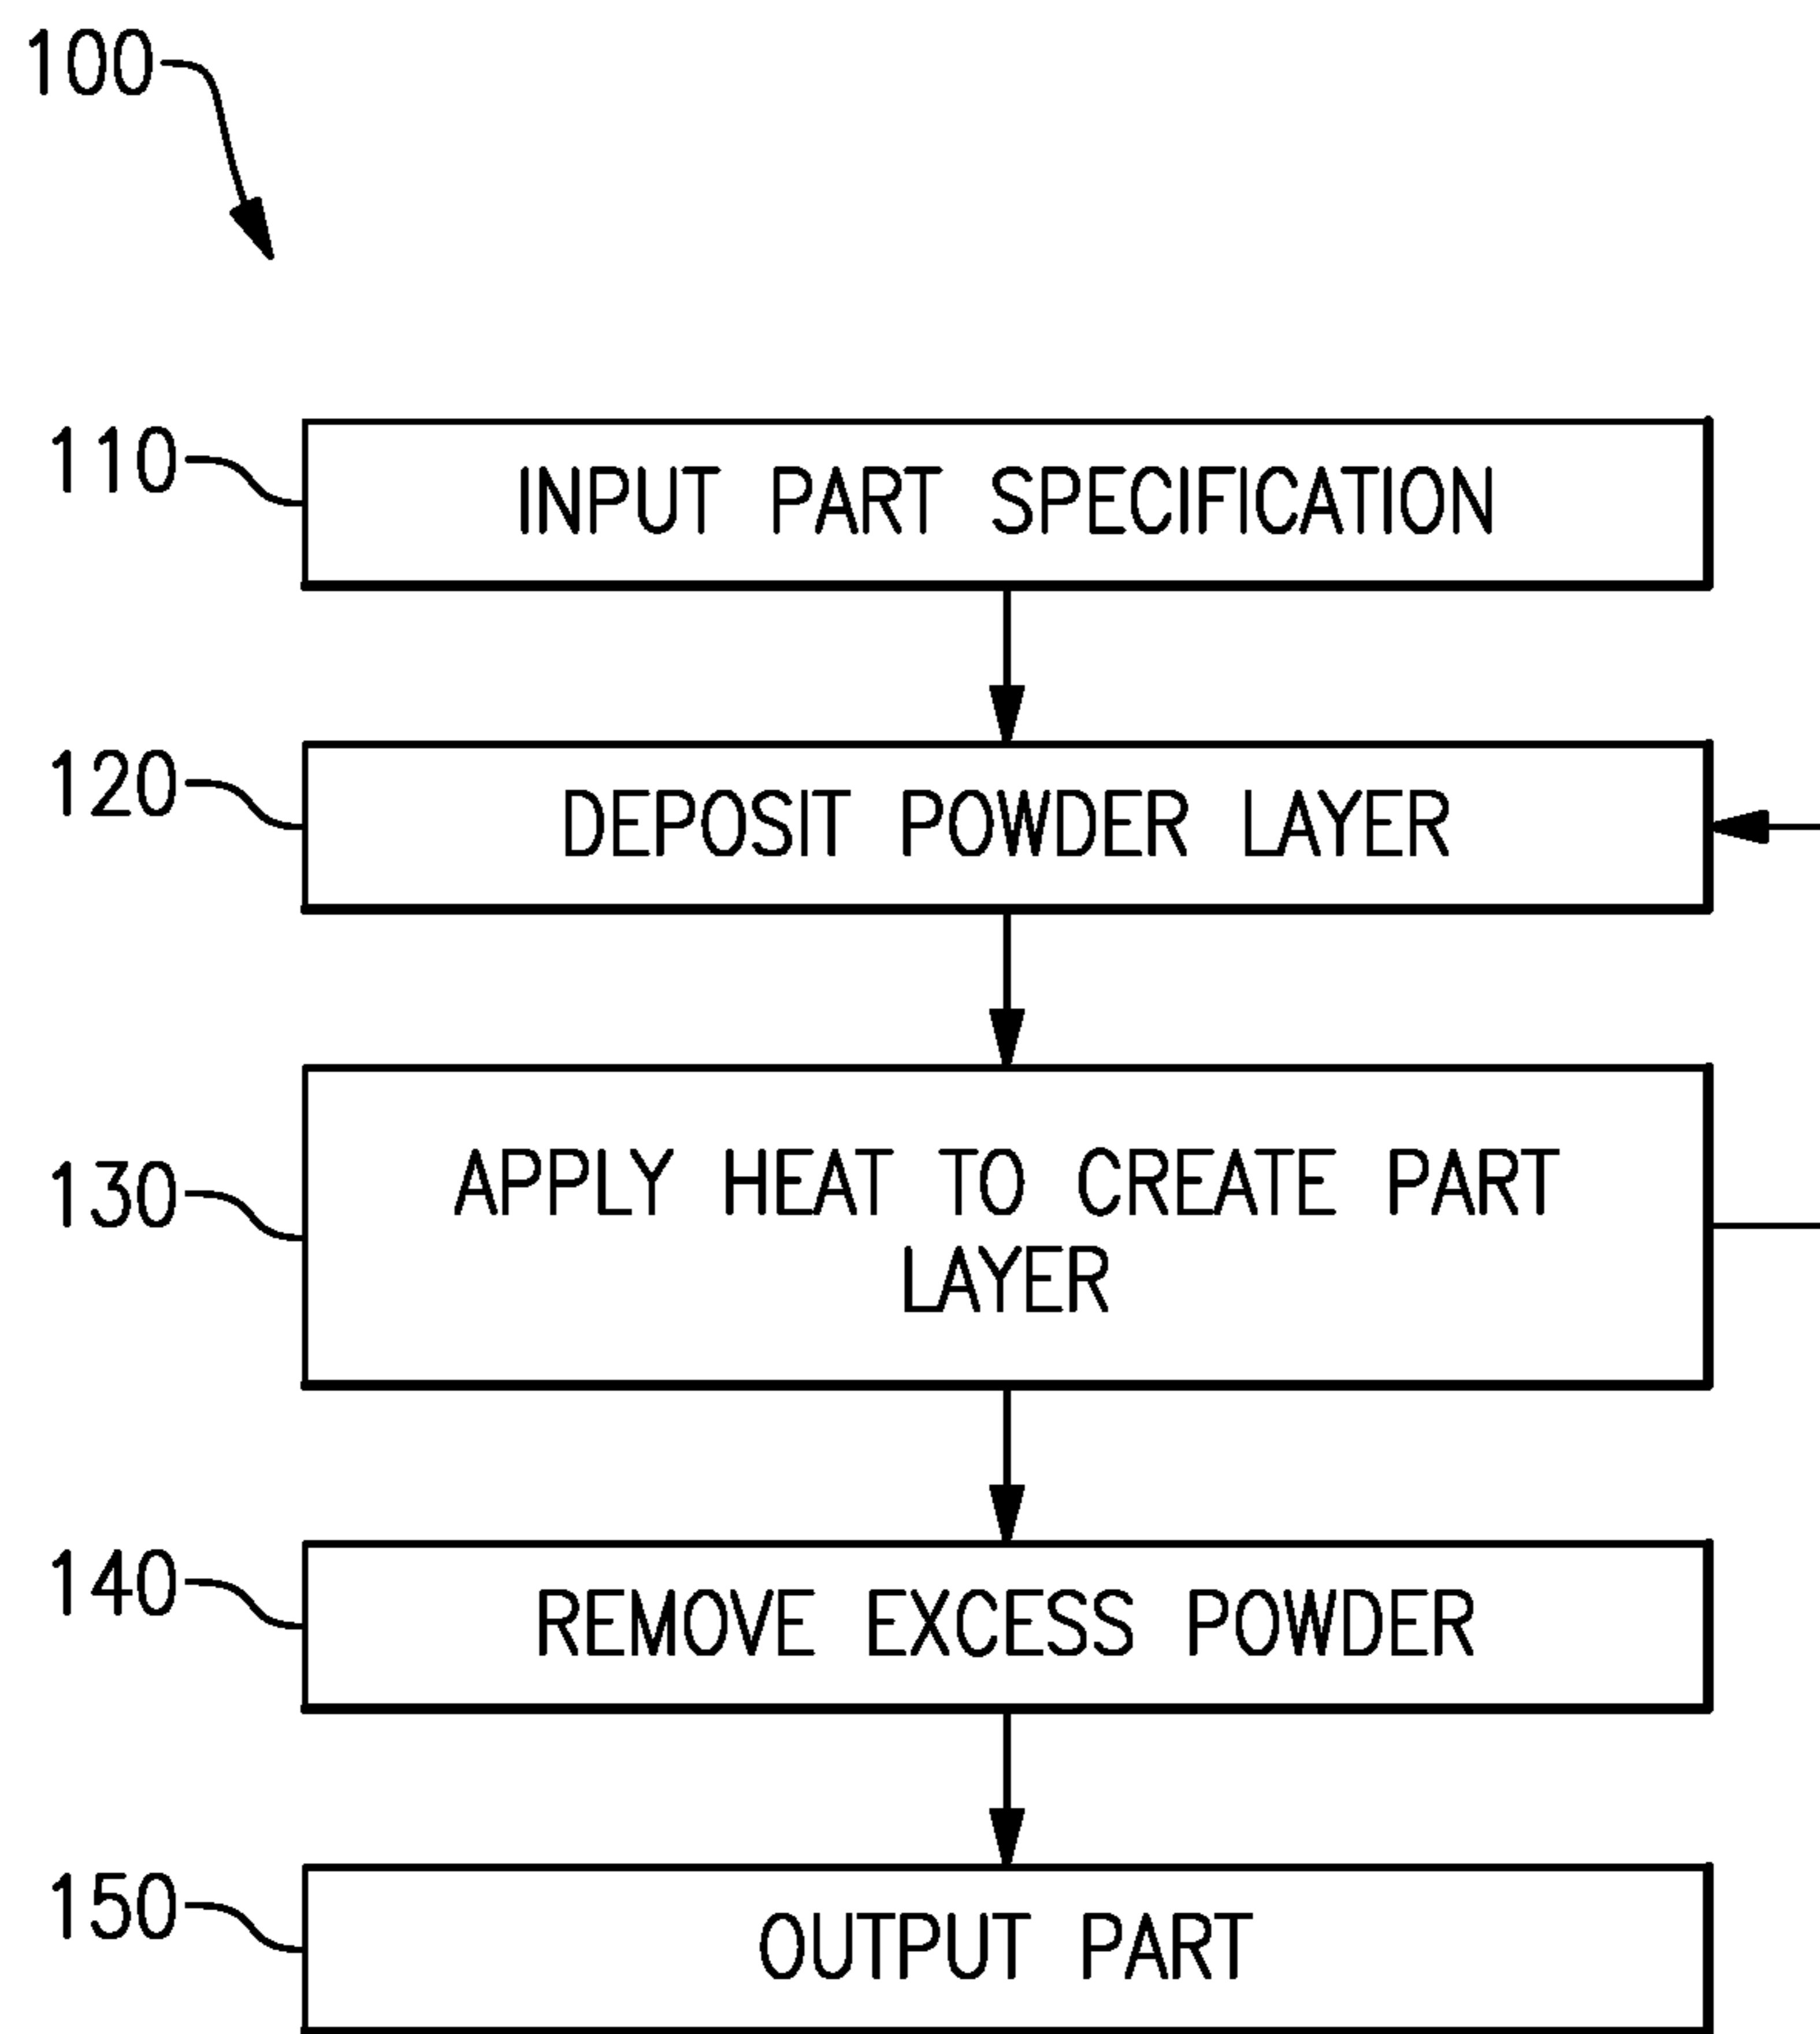 100
110
INPUT PART SPECIFICATION
120
DEPOSIT POWDER LAYER
130
APPLY HEAT TO CREATE PART
LAYER
140
REMOVE EXCESS POWDER
150
OUTPUT PART